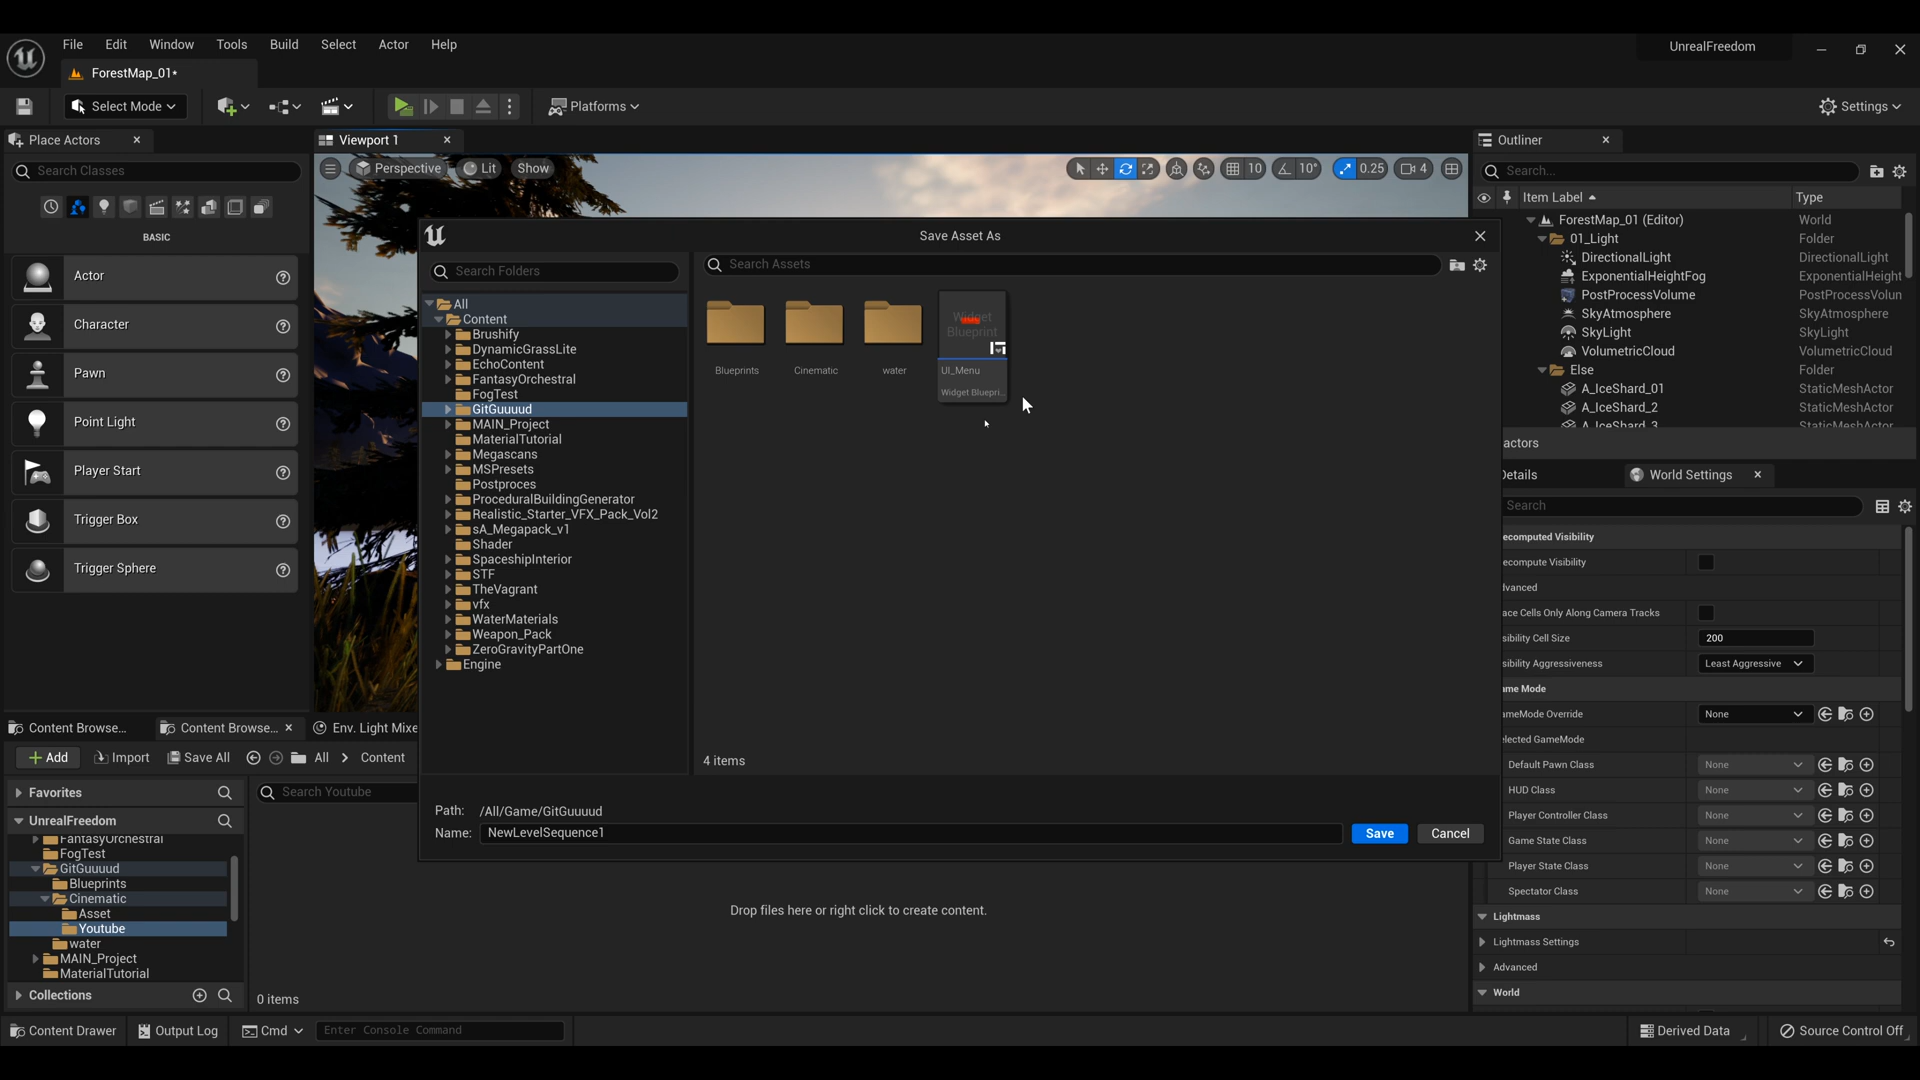 File Edit Window Tools Build Select Actor Help
UnrealFreedom
ForestMap_01*
Select Mode
Platforms
Settings
Place Actors
Viewport 1
Outliner
Search Classes
Perspective Lit Show
10 10° 0.25 4
Search...
Item Label Type
BASIC
Actor
Character
Pawn
Point Light
Player Start
Trigger Box
Trigger Sphere
ForestMap_01 (Editor) World
01_Light Folder
DirectionalLight DirectionalLight
ExponentialHeightFog ExponentialHeight
PostProcessVolume PostProcessVolun
SkyAtmosphere SkyAtmosphere
SkyLight SkyLight
VolumetricCloud VolumetricCloud
Else Folder
A_IceShard_01 StaticMeshActor
A_IceShard_2 StaticMeshActor
A_IceShard_3 StaticMeshActor
actors
Save Asset As
Search Folders
Search Assets
All
Content
Brushify
DynamicGrassLite
EchoContent
FantasyOrchestral
FogTest
GitGuuuud
MAIN_Project
MaterialTutorial
Megascans
MSPresets
Postproces
ProceduralBuildingGenerator
Realistic_Starter_VFX_Pack_Vol2
sA_Megapack_v1
Shader
SpaceshipInterior
STF
TheVagrant
vfx
WaterMaterials
Weapon_Pack
ZeroGravityPartOne
Engine
Blueprints
Cinematic
water
Widget
Blueprint
UI_Menu
Widget Bluepri...
4 items
Path: /All/Game/GitGuuuud
Name: NewLevelSequence1
Save Cancel
Details World Settings
Search
ecomputed Visibility
ecompute Visibility
dvanced
ace Cells Only Along Camera Tracks
sibility Cell Size 200
sibility Aggressiveness Least Aggressive
ame Mode
ameMode Override None
elected GameMode
Default Pawn Class None
HUD Class None
Player Controller Class None
Game State Class None
Player State Class None
Spectator Class None
Lightmass
Lightmass Settings
Advanced
World
Content Browse... Content Browse... Env. Light Mixe
Add Import Save All All Content
Favorites
Search Youtube
UnrealFreedom
FantasyOrchestral
FogTest
GitGuuuud
Blueprints
Cinematic
Asset
Youtube
water
MAIN_Project
MaterialTutorial
Collections
Drop files here or right click to create content.
0 items
Content Drawer Output Log Cmd Enter Console Command
Derived Data Source Control Off